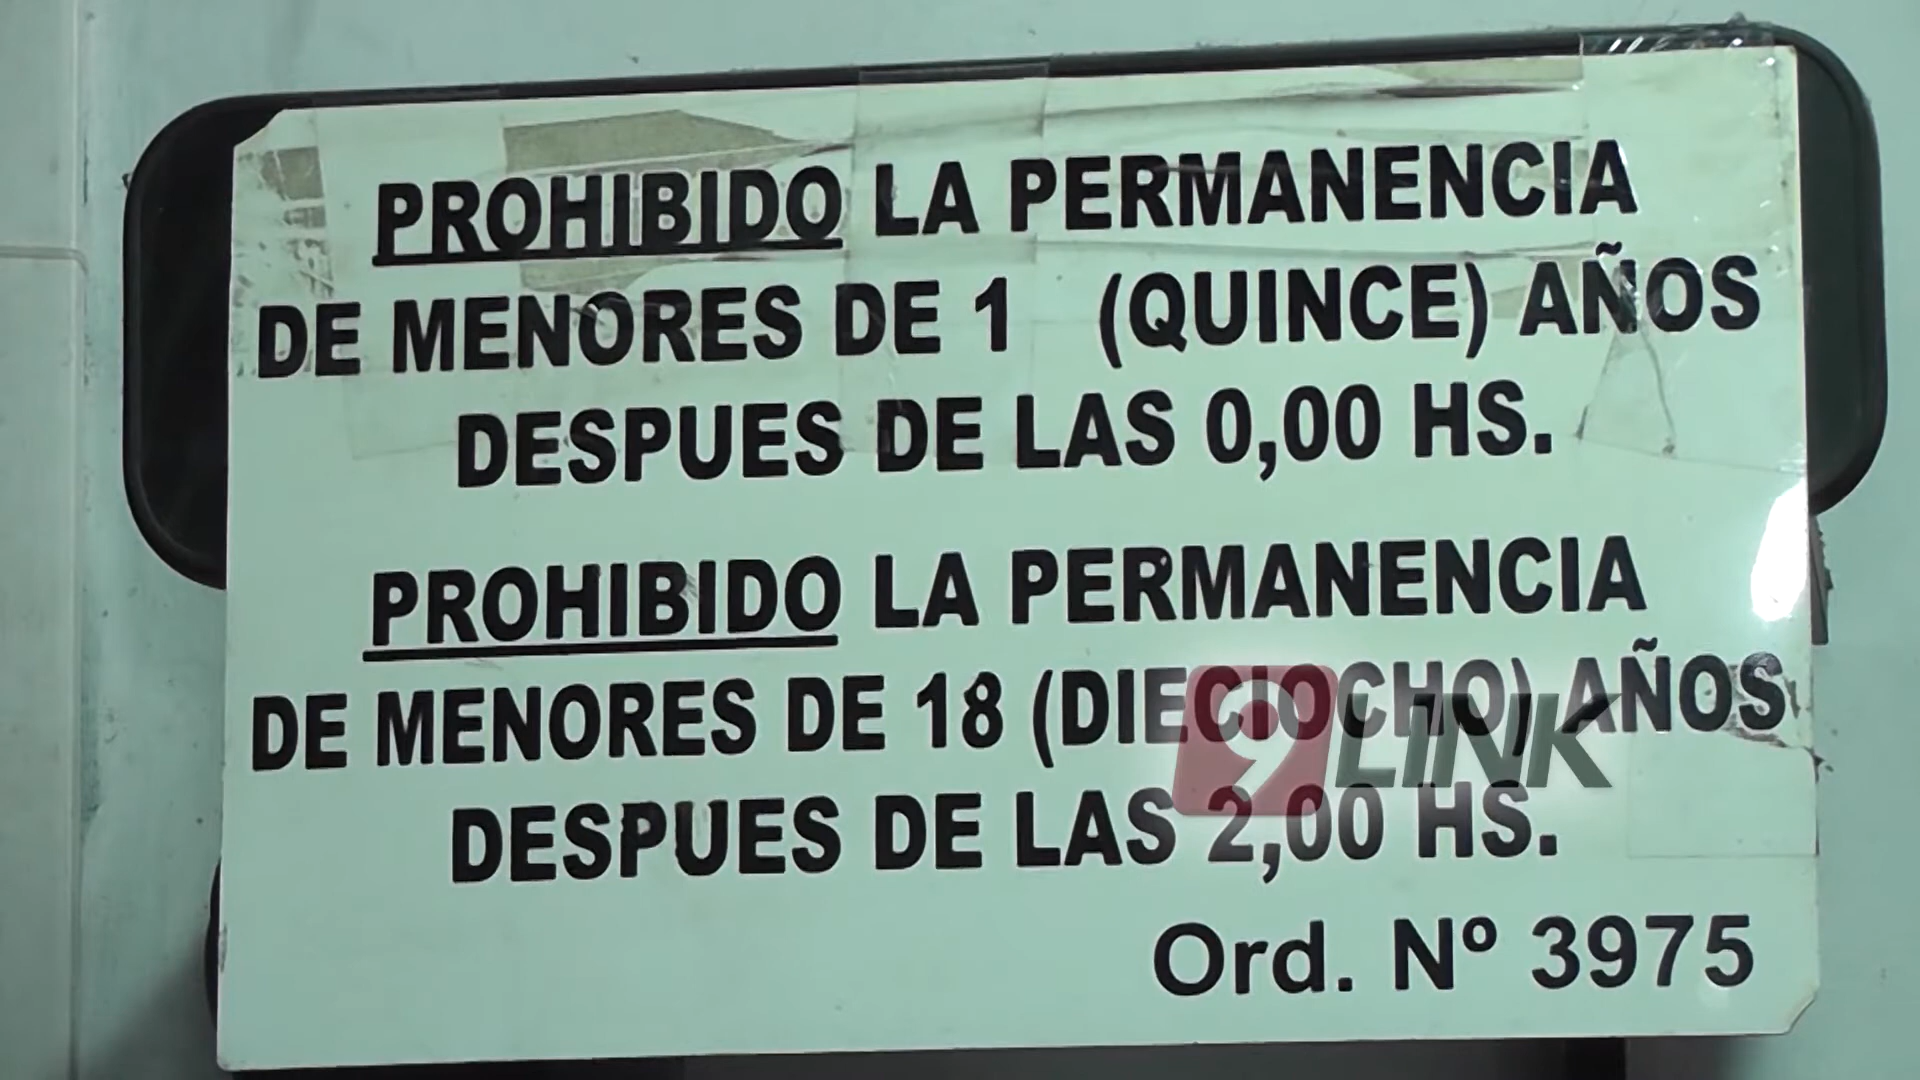 PROHIBIDO LA PERMANENCIA
DE MENORES DE 1 (QUINCE) AÑOS
DESPUES DE LAS 0,00 HS.
PROHIBIDO LA PERMANENCIA
DE MENORES DE 18 (DIECIOCHO) AÑOS
9 LINK
DESPUES DE LAS 2,00 HS.
Ord. Nº 3975